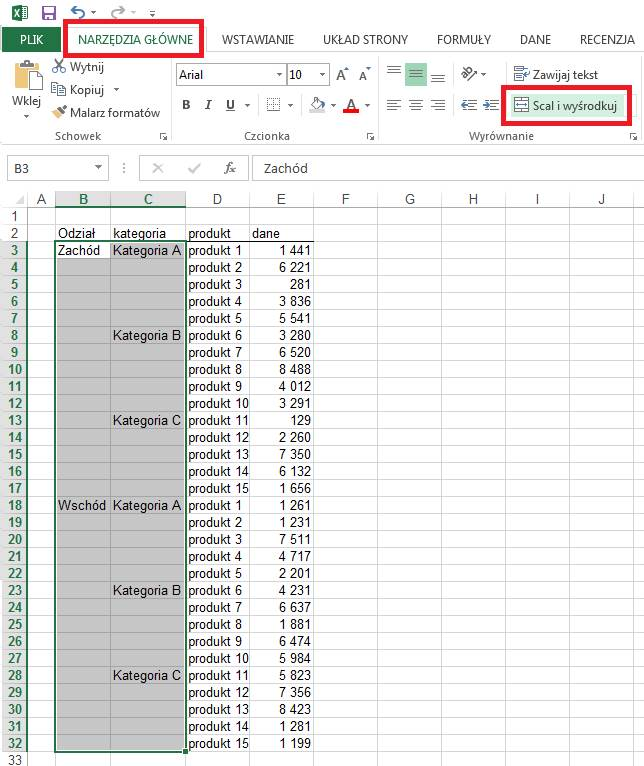 PLIK NARZĘDZIA GŁÓWNE WSTAWIANIE UKŁAD STRONY FORMUŁY DANE RECENZJA
Wklej
Wytnij
Kopiuj
Malarz formatów
Schowek
Arial 10 A A
B I U A
Czcionka
Zawijaj tekst
Scal i wyśrodkuj
Wyrównanie
B3 fx Zachód
A B C D E F G H I J
1
2 Odział kategoria produkt dane
3 Zachód Kategoria A produkt 1 1 441
4 produkt 2 6 221
5 produkt 3 281
6 produkt 4 3 836
7 produkt 5 5 541
8 Kategoria B produkt 6 3 280
9 produkt 7 6 520
10 produkt 8 8 488
11 produkt 9 4 012
12 produkt 10 3 291
13 Kategoria C produkt 11 129
14 produkt 12 2 260
15 produkt 13 7 350
16 produkt 14 6 132
17 produkt 15 1 656
18 Wschód Kategoria A produkt 1 1 261
19 produkt 2 1 231
20 produkt 3 7 511
21 produkt 4 4 717
22 produkt 5 2 201
23 Kategoria B produkt 6 4 231
24 produkt 7 6 637
25 produkt 8 1 881
26 produkt 9 6 474
27 produkt 10 5 984
28 Kategoria C produkt 11 5 823
29 produkt 12 7 356
30 produkt 13 8 423
31 produkt 14 1 281
32 produkt 15 1 199
33